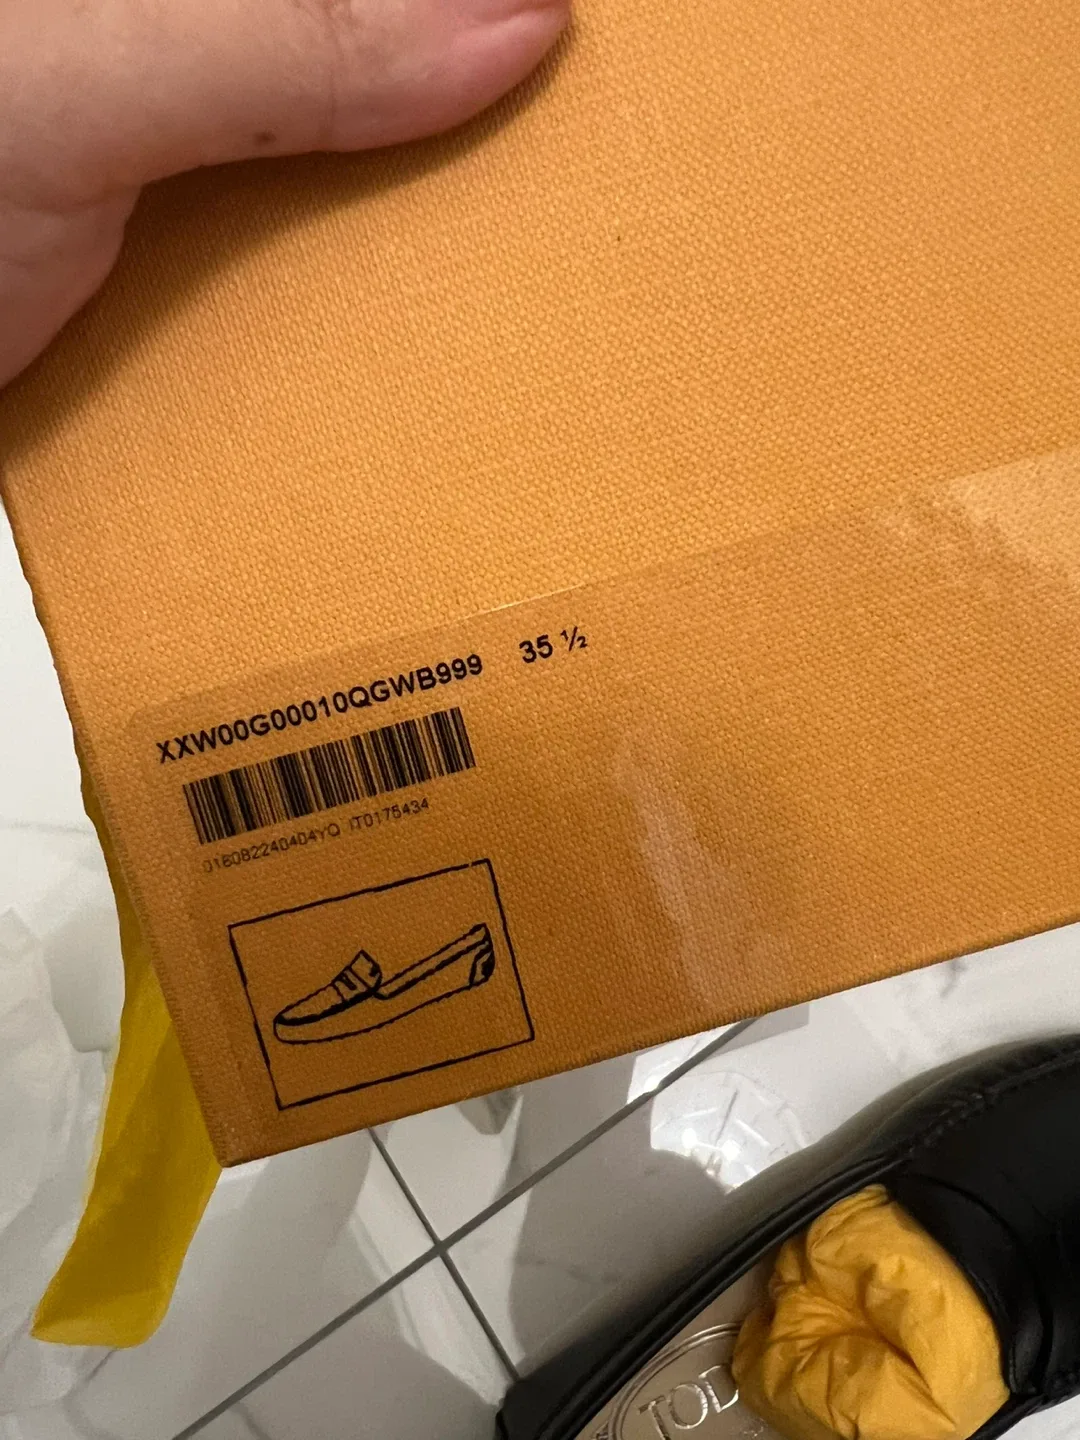 XXW00G00010QGWB999 35 ½
016082240404YQ IT0175434
TOD